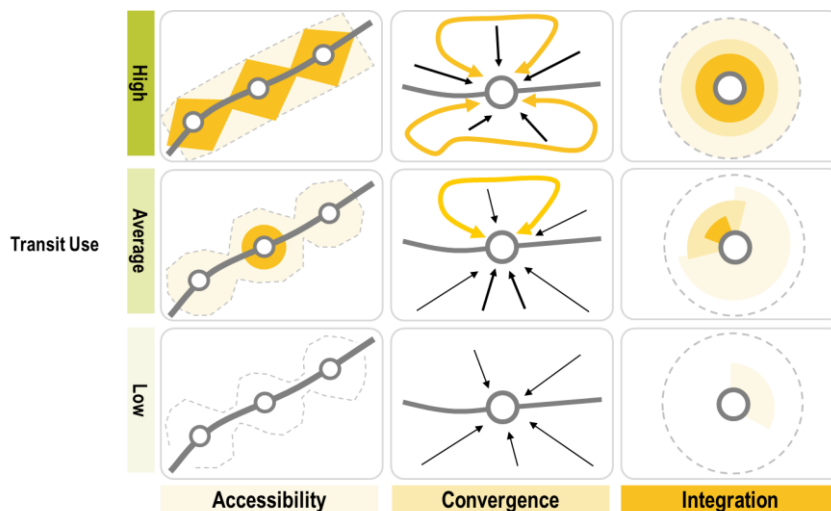 High
Transit Use
Average
Low
Accessibility
Convergence
Integration